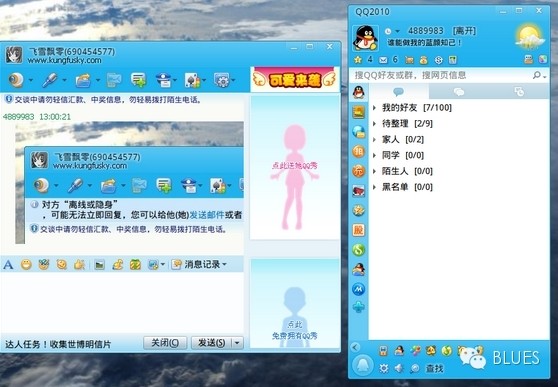 飞雪飘零(690454577)
www.kungfusky.com
可爱来袭
交谈中请勿轻信汇款、中奖信息、勿轻易拨打陌生电话。
4889983 13:00:21
飞雪飘零(690454577)
www.kungfusky.com
对方“离线或隐身”
，可能无法立即回复，您可以给他(她)发送邮件或者
交谈中请勿轻信汇款、中奖信息、勿轻易拨打陌生电话。
消息记录
达人任务！收集世博明信片
关闭(C)
发送(S)
点此送她QQ秀
点此
免费拥有QQ秀
QQ2010
4889983 [离开]
谁能做我的蓝颜知己！
4
6
搜QQ好友或群，搜网页信息
我的好友 [7/100]
待整理 [2/9]
家人 [0/2]
同学 [0/0]
陌生人 [0/0]
黑名单 [0/0]
查找
BLUES